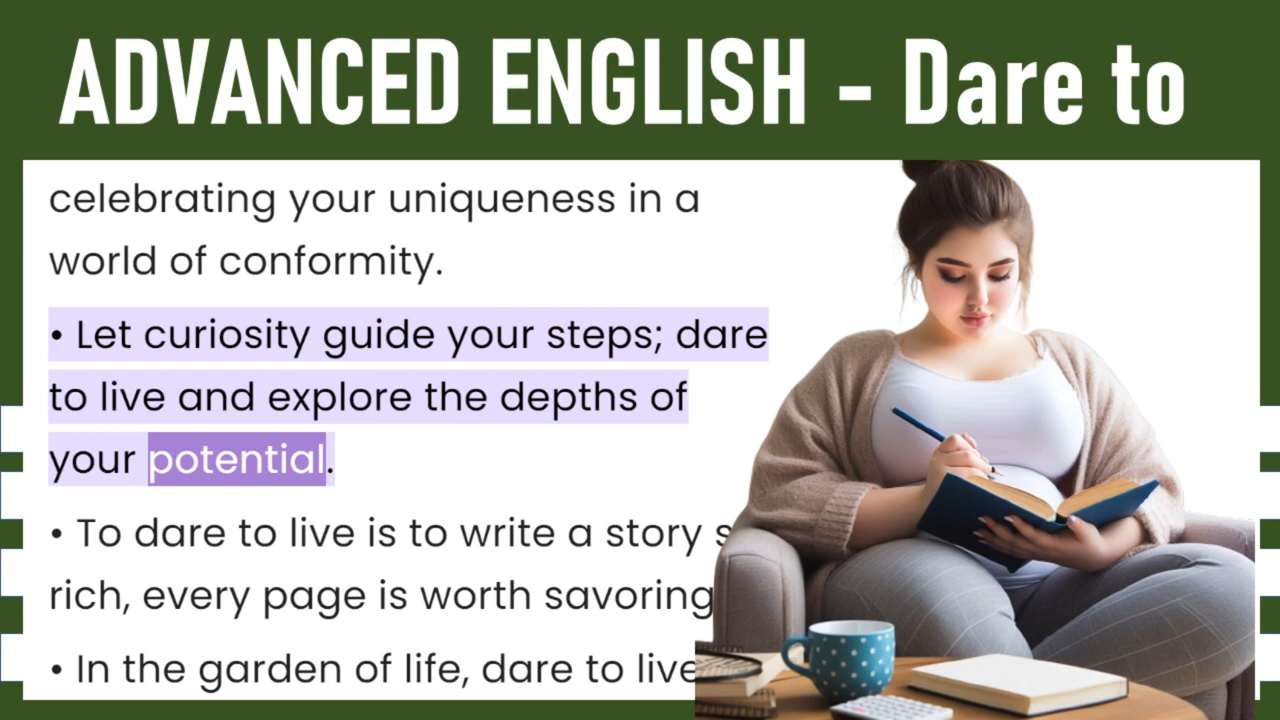 ADVANCED ENGLISH - Dare to
celebrating your uniqueness in a
world of conformity.
• Let curiosity guide your steps; dare
to live and explore the depths of
your potential.
• To dare to live is to write a story
rich, every page is worth savoring
• In the garden of life, dare to live